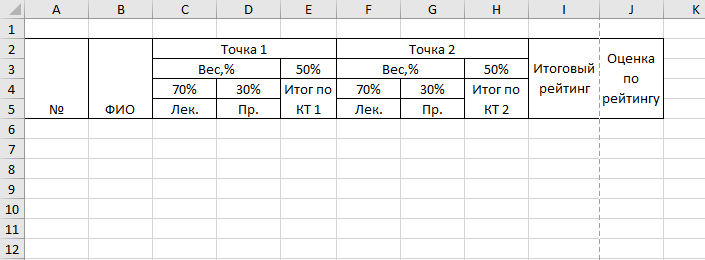 A B C D E F G H I J K
1
2 Точка 1 Точка 2
3 Вес,% 50% Вес,% 50% Итоговый Оценка
4 70% 30% Итог по 70% 30% Итог по рейтинг по
5 № ФИО Лек. Пр. КТ 1 Лек. Пр. КТ 2 рейтингу
6
7
8
9
10
11
12